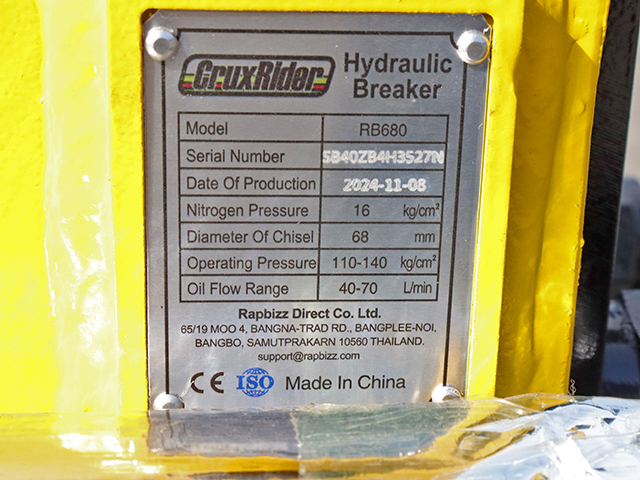 CruxRider
Hydraulic
Breaker
Model RB680
Serial Number SB40ZB4H3527N
Date Of Production 2024-11-08
Nitrogen Pressure 16 kg/cm²
Diameter Of Chisel 68 mm
Operating Pressure 110-140 kg/cm²
Oil Flow Range 40-70 L/min
Rapbizz Direct Co. Ltd.
65/19 MOO 4, BANGNA-TRAD RD., BANGPLEE-NOI,
BANGBO, SAMUTPRAKARN 10560 THAILAND.
support@rapbizz.com
CE ISO Made In China